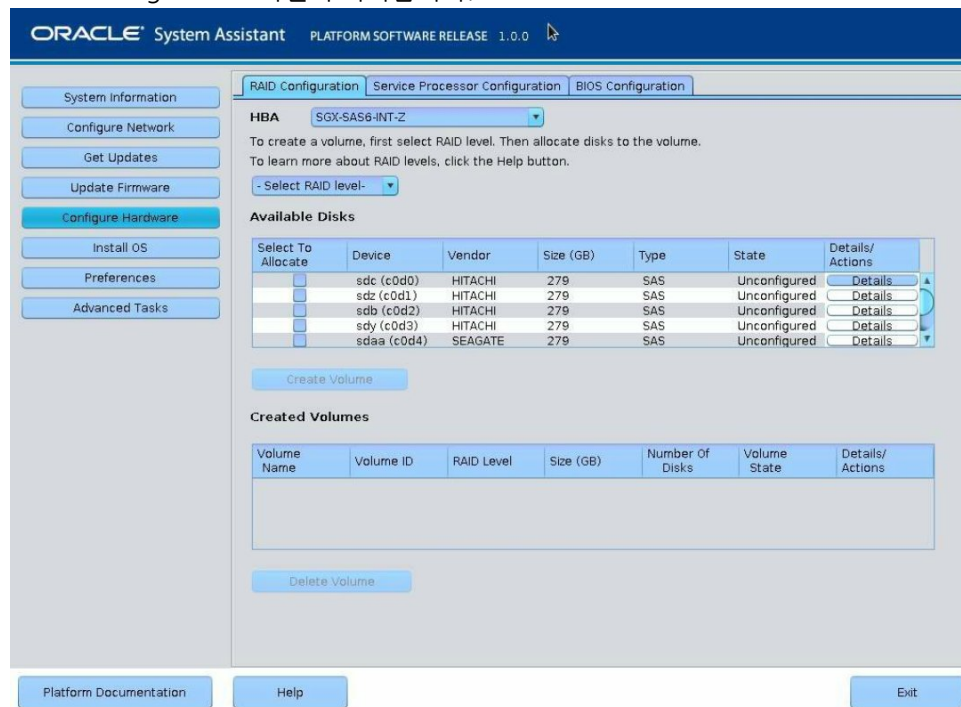 ORACLE System Assistant PLATFORM SOFTWARE RELEASE 1.0.0
System Information
Configure Network
Get Updates
Update Firmware
Configure Hardware
Install OS
Preferences
Advanced Tasks
RAID Configuration Service Processor Configuration BIOS Configuration
HBA SGX-SAS6-INT-Z
To create a volume, first select RAID level. Then allocate disks to the volume.
To learn more about RAID levels, click the Help button.
- Select RAID level-
Available Disks
Select To Allocate Device Vendor Size (GB) Type State Details/ Actions
sdc (c0d0) HITACHI 279 SAS Unconfigured Details
sdz (c0d1) HITACHI 279 SAS Unconfigured Details
sdb (c0d2) HITACHI 279 SAS Unconfigured Details
sdy (c0d3) HITACHI 279 SAS Unconfigured Details
sdaa (c0d4) SEAGATE 279 SAS Unconfigured Details
Create Volume
Created Volumes
Volume Name Volume ID RAID Level Size (GB) Number Of Disks Volume State Details/ Actions
Delete Volume
Platform Documentation Help Exit